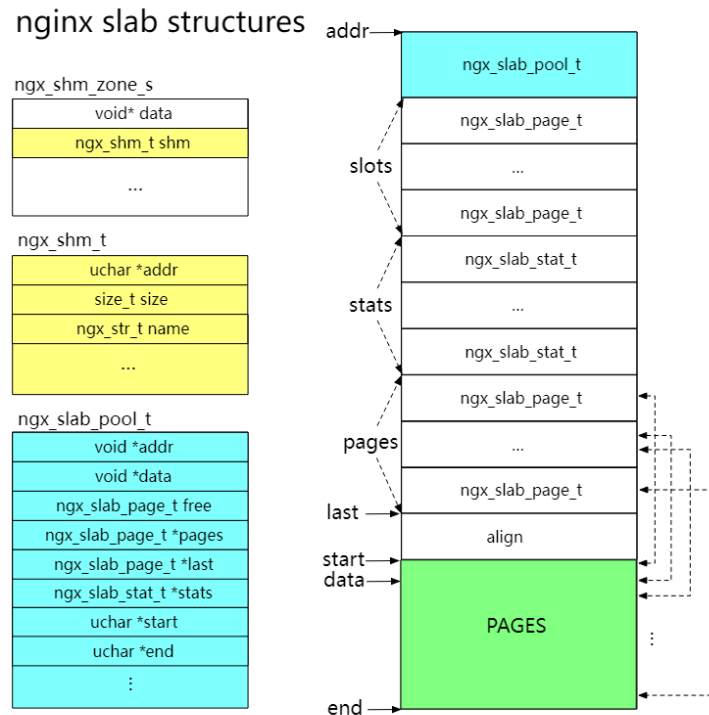 nginx slab structures
ngx_shm_zone_s
void* data
ngx_shm_t shm
...
ngx_shm_t
uchar *addr
size_t size
ngx_str_t name
...
ngx_slab_pool_t
void *addr
void *data
ngx_slab_page_t free
ngx_slab_page_t *pages
ngx_slab_page_t *last
ngx_slab_stat_t *stats
uchar *start
uchar *end
⋮
addr
ngx_slab_pool_t
slots
ngx_slab_page_t
...
ngx_slab_page_t
stats
ngx_slab_stat_t
...
ngx_slab_stat_t
pages
ngx_slab_page_t
...
ngx_slab_page_t
last
align
start
data
PAGES
⋮
end